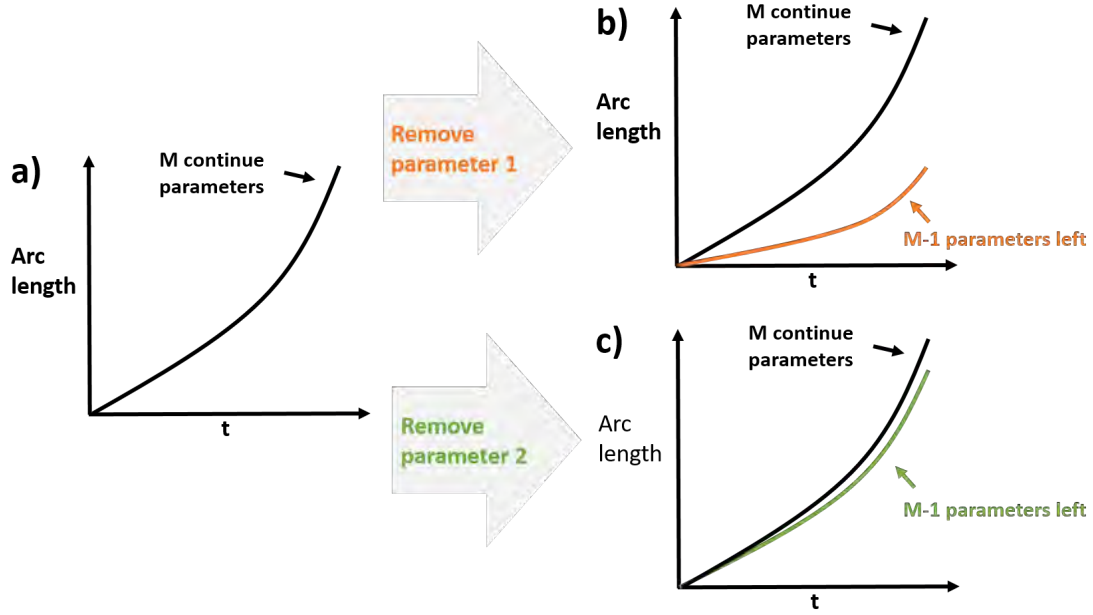 a)
M continue
parameters
Arc
length
t
Remove
parameter 1
Remove
parameter 2
b)
M continue
parameters
Arc
length
M-1 parameters left
t
c)
M continue
parameters
Arc
length
M-1 parameters left
t